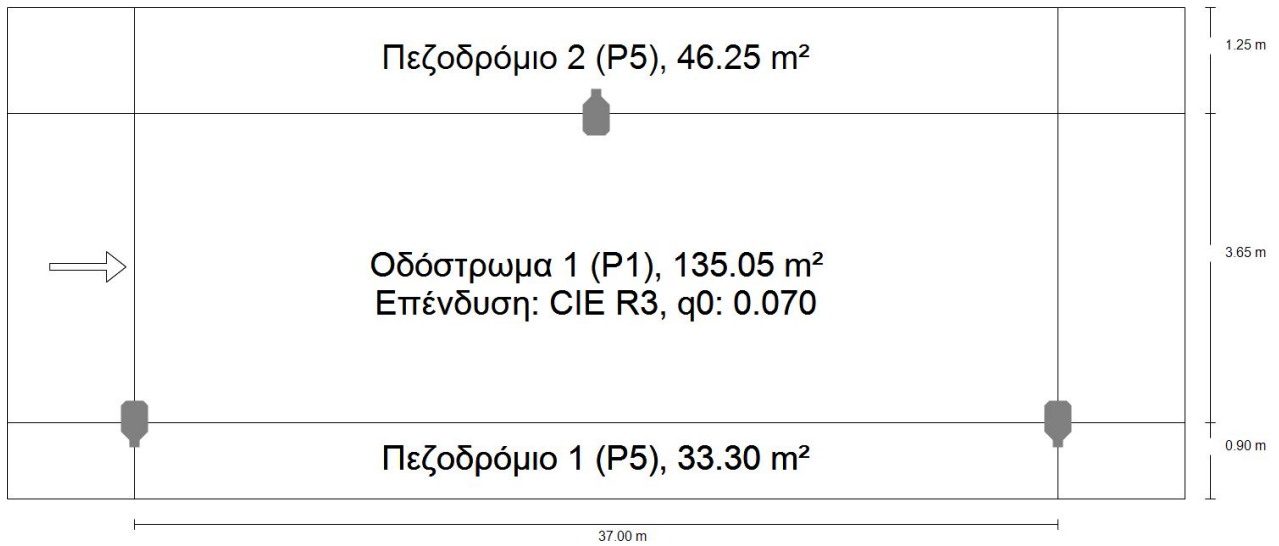 Πεζοδρόμιο 2 (P5), 46.25 m²
1.25 m
Οδόστρωμα 1 (P1), 135.05 m²
Επένδυση: CIE R3, q0: 0.070
3.65 m
Πεζοδρόμιο 1 (P5), 33.30 m²
0.90 m
37.00 m